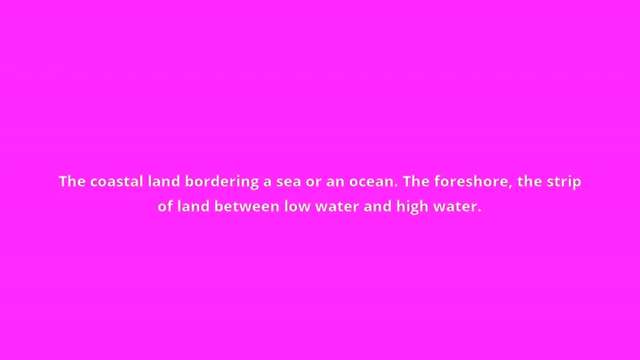 The coastal land bordering a sea or an ocean. The foreshore, the strip
of land between low water and high water.